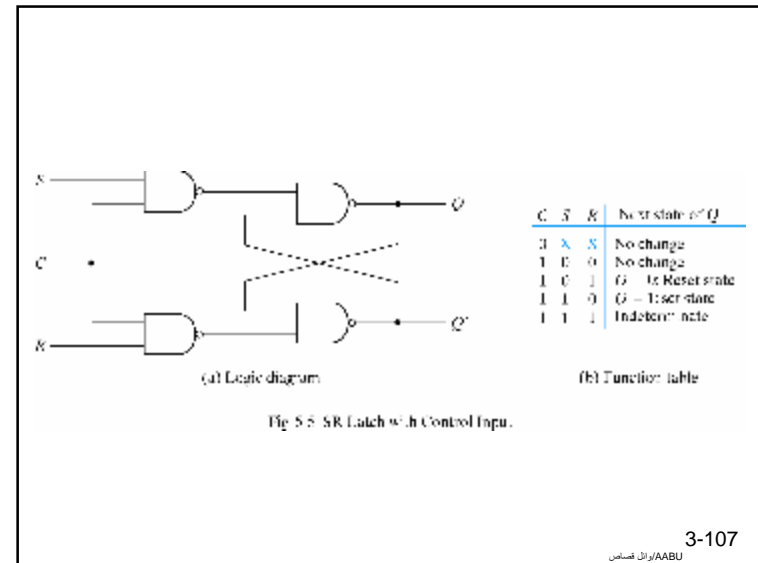 S
Q
C S R Next state of Q
0 X X No change
C
1 0 0 No change
1 0 1 Q = 0; Reset state
1 1 0 Q = 1; set state
1 1 1 Indeterminate
Q'
R
(a) Logic diagram
(b) Function table
Fig. 5-5 SR Latch with Control Input
3-107
AABU/وائل قصاص